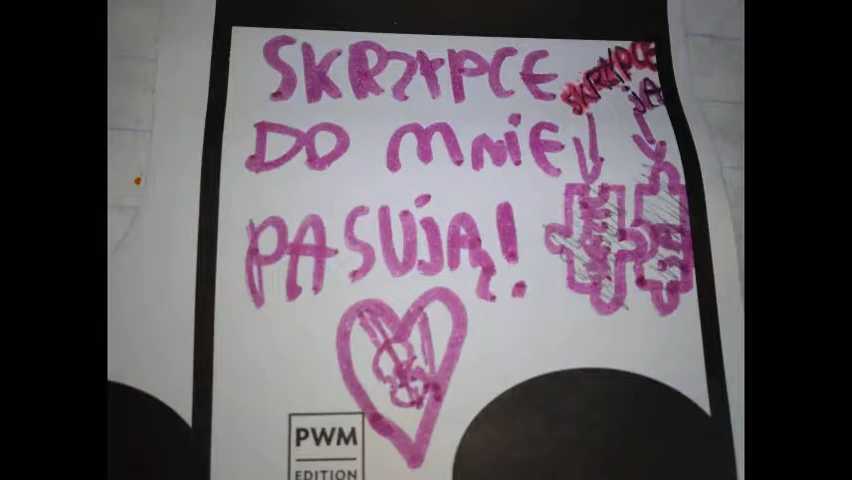 SKRZYPCE
DO MNIE
PASUJĄ!
SKRZYPCE
JA
PWM
EDITION